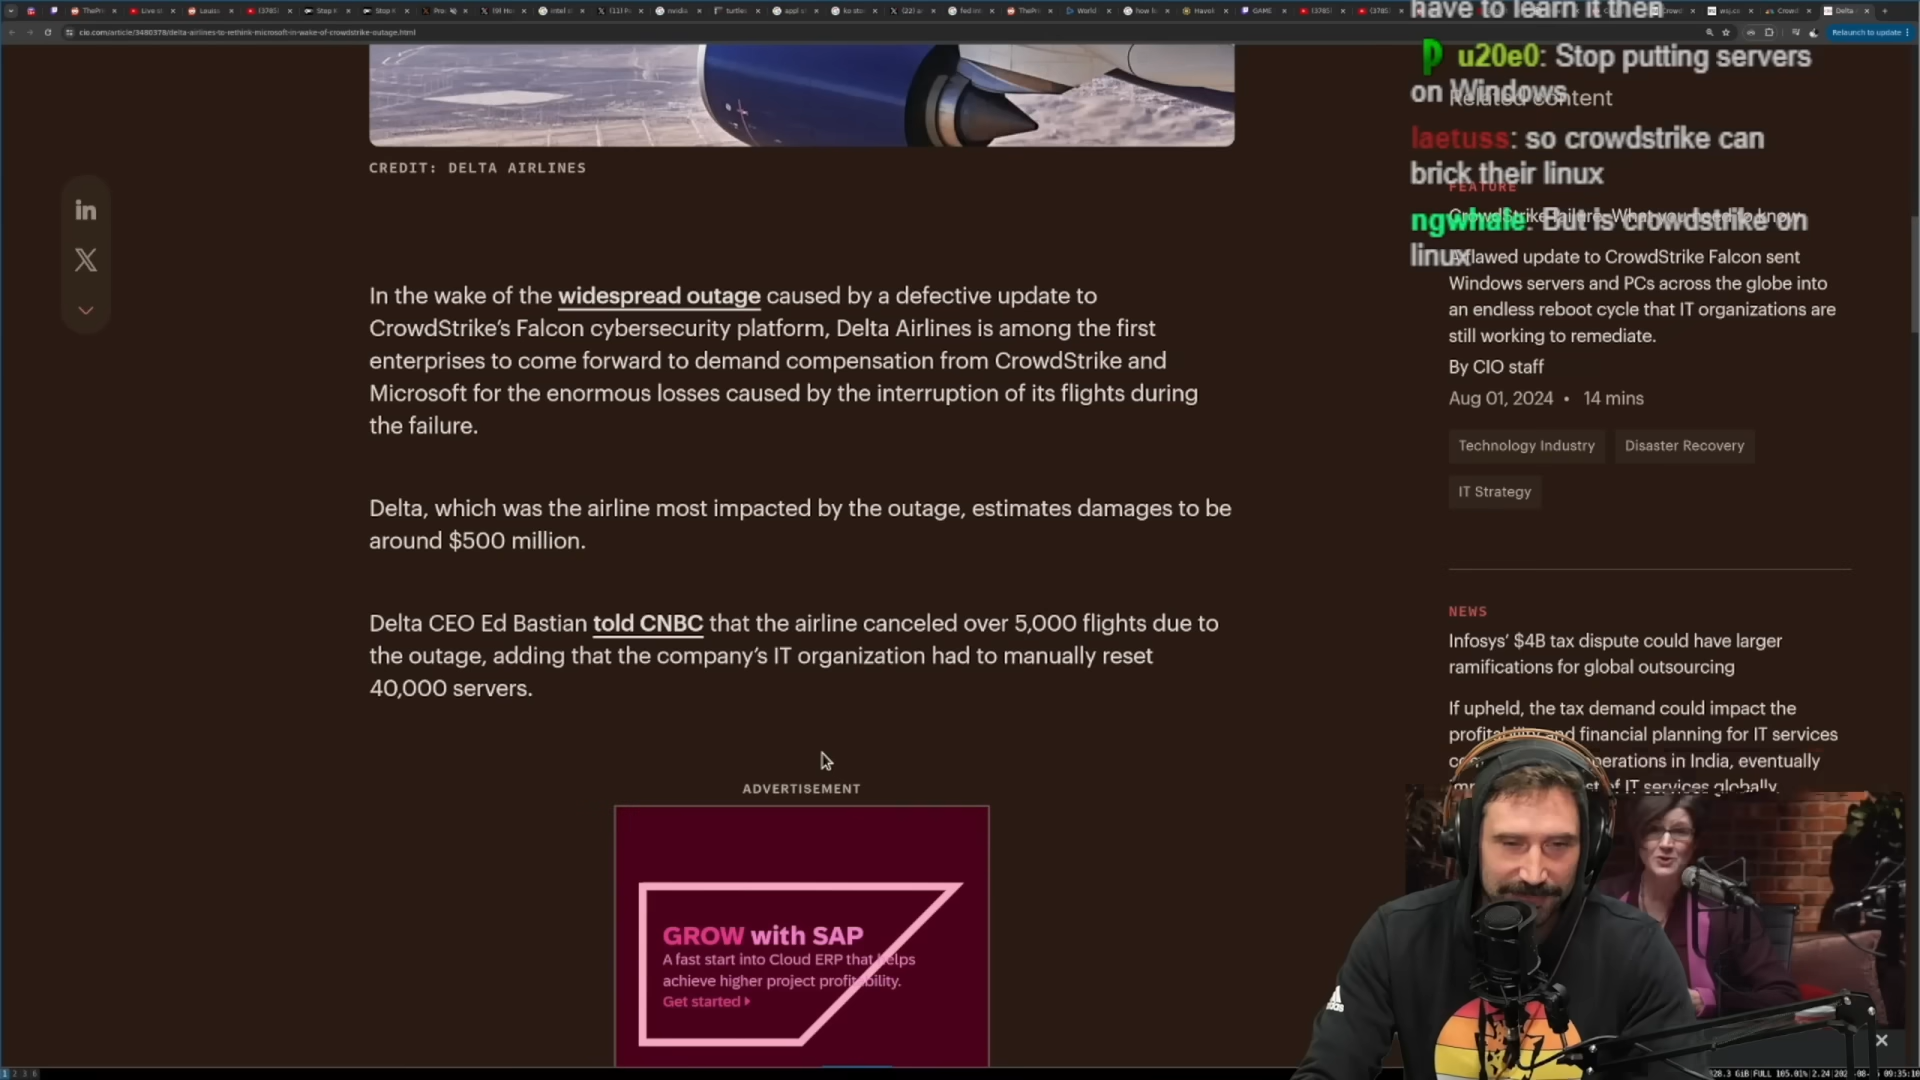 cio.com/article/3480378/delta-airlines-to-rethink-microsoft-in-wake-of-crowdstrike-outage.html
Relaunch to update
have to learn it then
u20e0: Stop putting servers
on Windows
laetuss: so crowdstrike can
brick their linux
ngwhale: But is crowdstrike on
linux
CREDIT: DELTA AIRLINES
In the wake of the widespread outage caused by a defective update to
CrowdStrike's Falcon cybersecurity platform, Delta Airlines is among the first
enterprises to come forward to demand compensation from CrowdStrike and
Microsoft for the enormous losses caused by the interruption of its flights during
the failure.
Delta, which was the airline most impacted by the outage, estimates damages to be
around $500 million.
Delta CEO Ed Bastian told CNBC that the airline canceled over 5,000 flights due to
the outage, adding that the company's IT organization had to manually reset
40,000 servers.
ADVERTISEMENT
GROW with SAP
A fast start into Cloud ERP that helps
achieve higher project profitability.
Get started
Related content
FEATURE
CrowdStrike failure: What you need to know
A flawed update to CrowdStrike Falcon sent
Windows servers and PCs across the globe into
an endless reboot cycle that IT organizations are
still working to remediate.
By CIO staff
Aug 01, 2024 • 14 mins
Technology Industry
Disaster Recovery
IT Strategy
NEWS
Infosys' $4B tax dispute could have larger
ramifications for global outsourcing
If upheld, the tax demand could impact the
profitability and financial planning for IT services
operations in India, eventually
of IT services globally.